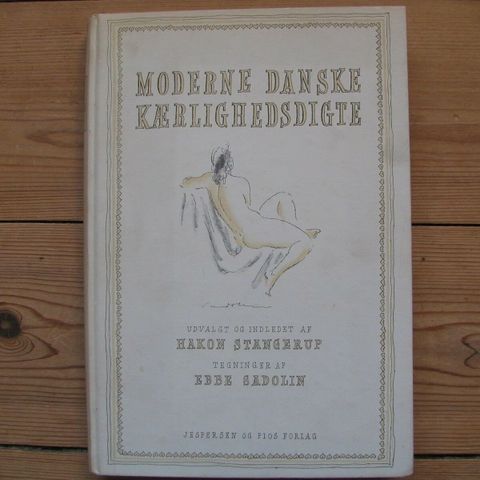 MODERNE DANSKE
KÆRLIGHEDSDIGTE
UDVALGT OG INDLEDET AF
HAKON STANGERUP
TEGNINGER AF
EBBE SADOLIN
JESPERSEN OG PIOS FORLAG